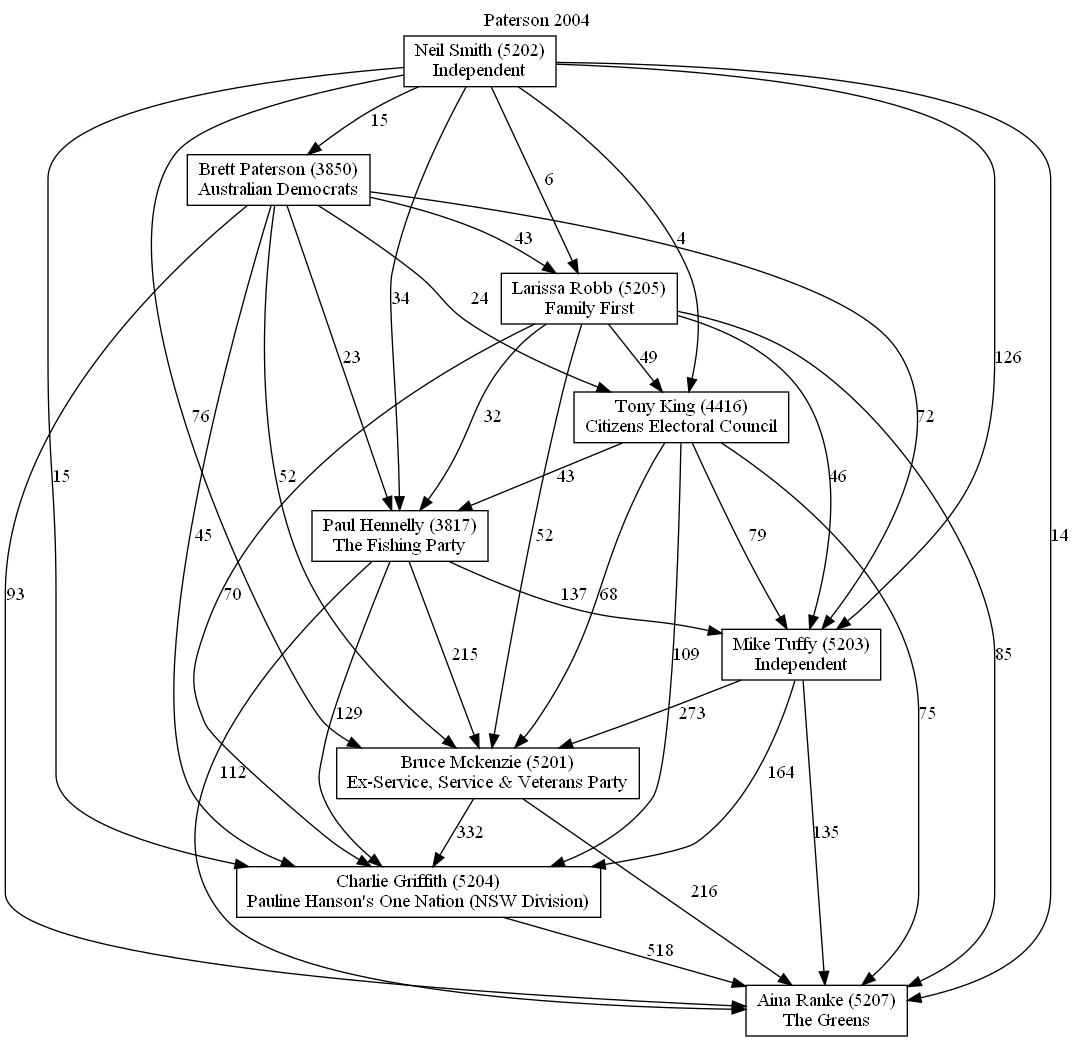 Paterson 2004
Neil Smith (5202)
Independent
15
Brett Paterson (3850)
Australian Democrats
6
43
4
Larissa Robb (5205)
Family First
34
24
23
49
126
Tony King (4416)
Citizens Electoral Council
76
32
72
15
52
43
46
Paul Hennelly (3817)
The Fishing Party
45
52
79
14
93
70
137
68
Mike Tuffy (5203)
Independent
215
109
85
129
273
75
Bruce Mckenzie (5201)
Ex-Service, Service & Veterans Party
112
164
332
135
Charlie Griffith (5204)
Pauline Hanson's One Nation (NSW Division)
216
518
Aina Ranke (5207)
The Greens